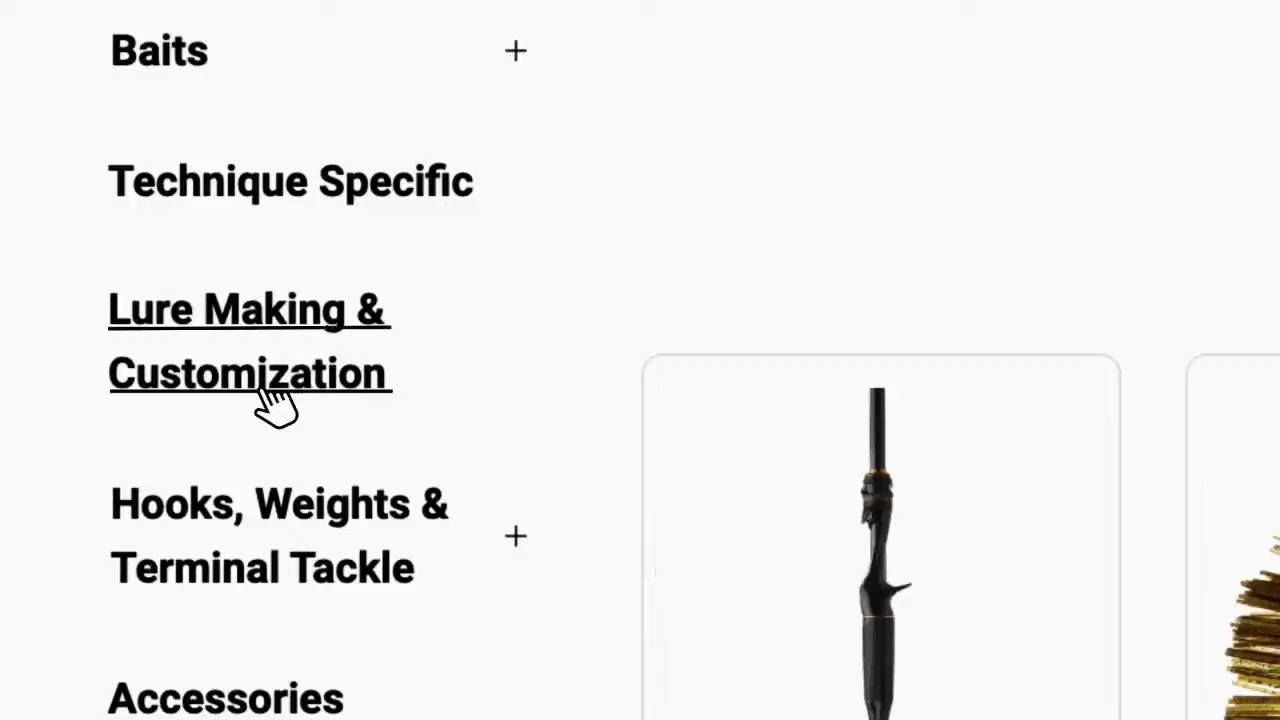 Baits +
Technique Specific
Lure Making &
Customization
Hooks, Weights &
Terminal Tackle +
Accessories